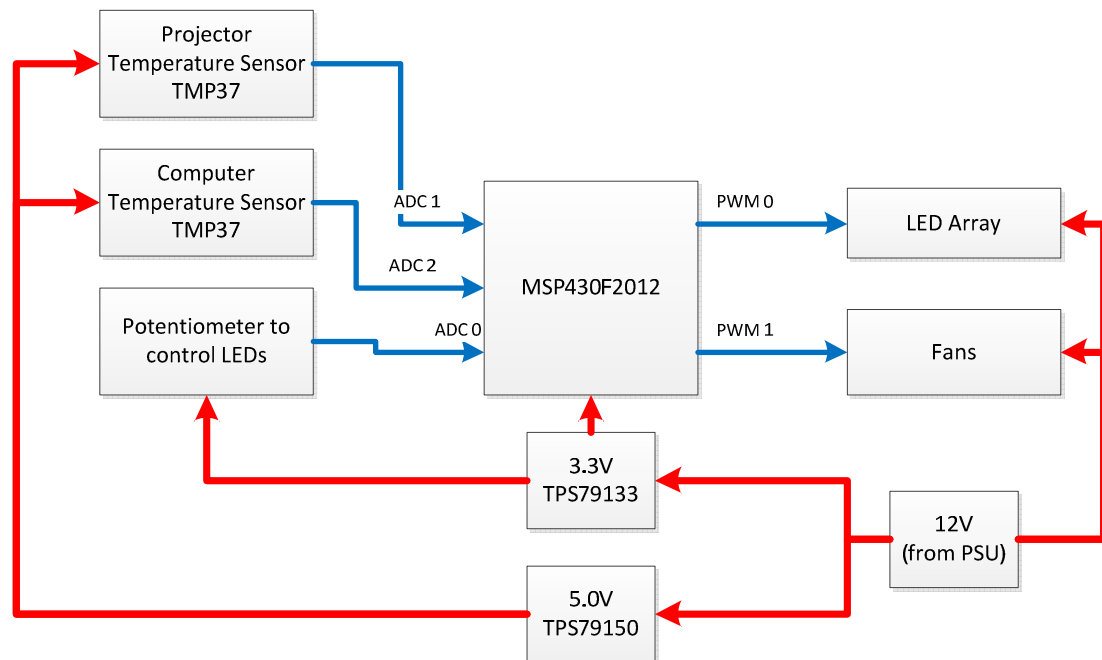 Projector
Temperature Sensor
TMP37
Computer
Temperature Sensor
TMP37
Potentiometer to
control LEDs
ADC 1
ADC 2
ADC 0
MSP430F2012
PWM 0
PWM 1
LED Array
Fans
3.3V
TPS79133
12V
(from PSU)
5.0V
TPS79150